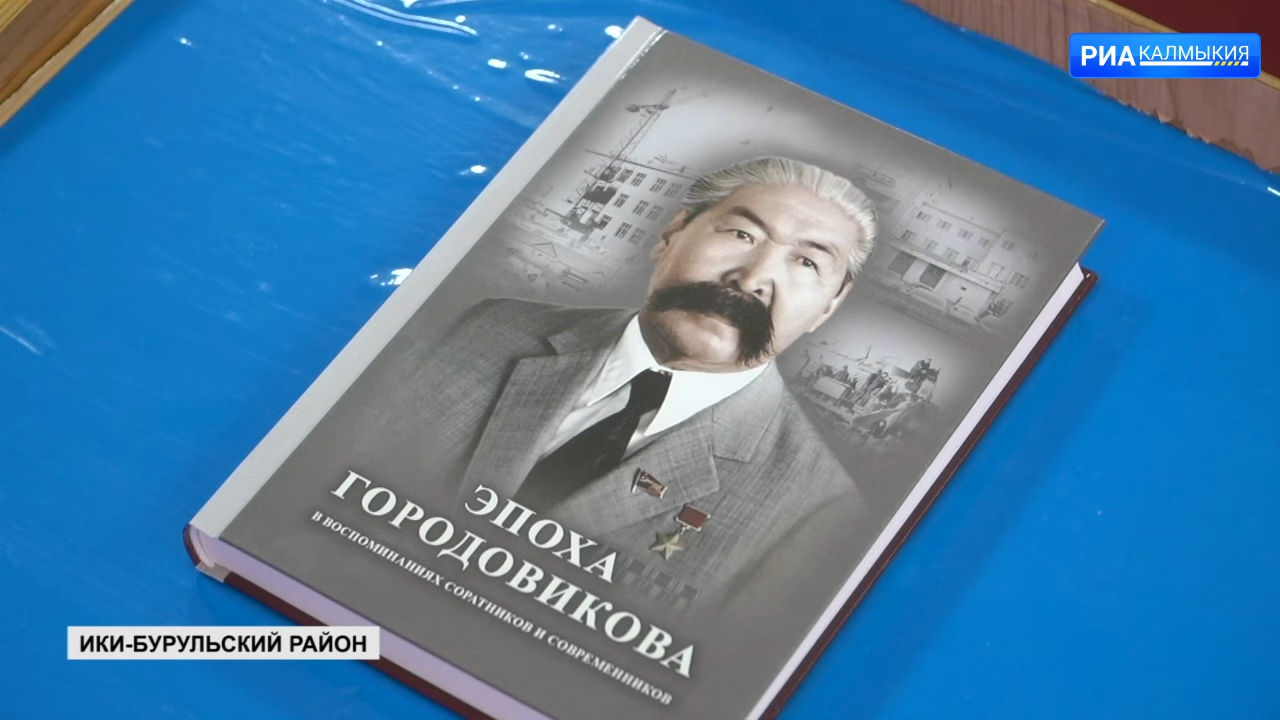 РИА КАЛМЫКИЯ
ЭПОХА
ГОРОДОВИКОВА
В ВОСПОМИНАНИЯХ СОРАТНИКОВ И СОВРЕМЕННИКОВ
ИКИ-БУРУЛЬСКИЙ РАЙОН